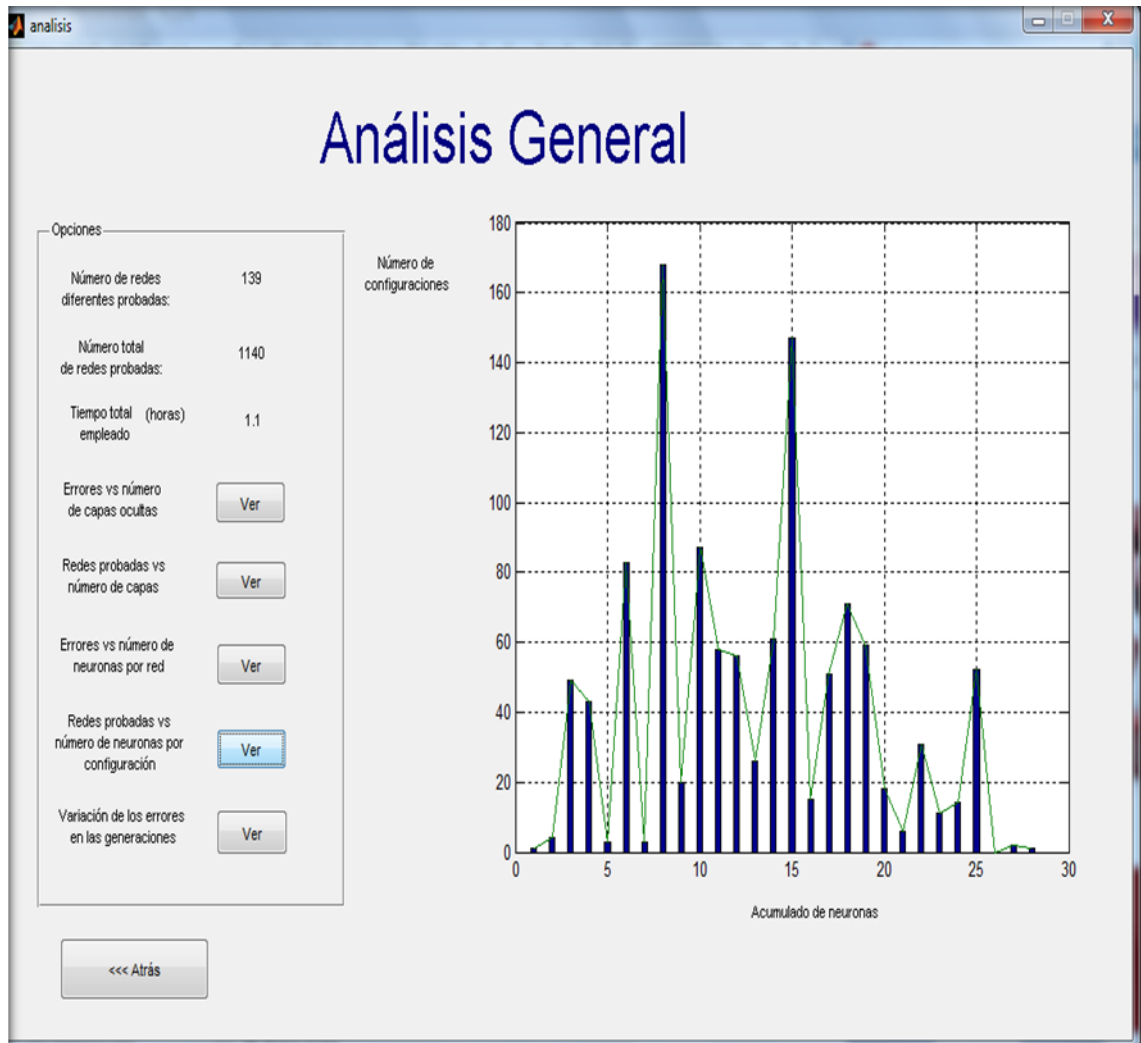 analisis
Análisis General
Opciones
Número de redes
diferentes probadas:
139
Número total
de redes probadas:
1140
Tiempo total (horas)
empleado
1.1
Errores vs número
de capas ocultas
Ver
Redes probadas vs
número de capas
Ver
Errores vs número de
neuronas por red
Ver
Redes probadas vs
número de neuronas por
configuración
Ver
Variación de los errores
en las generaciones
Ver
<<< Atrás
Número de
configuraciones
180
160
140
120
100
80
60
40
20
0
0 5 10 15 20 25 30
Acumulado de neuronas